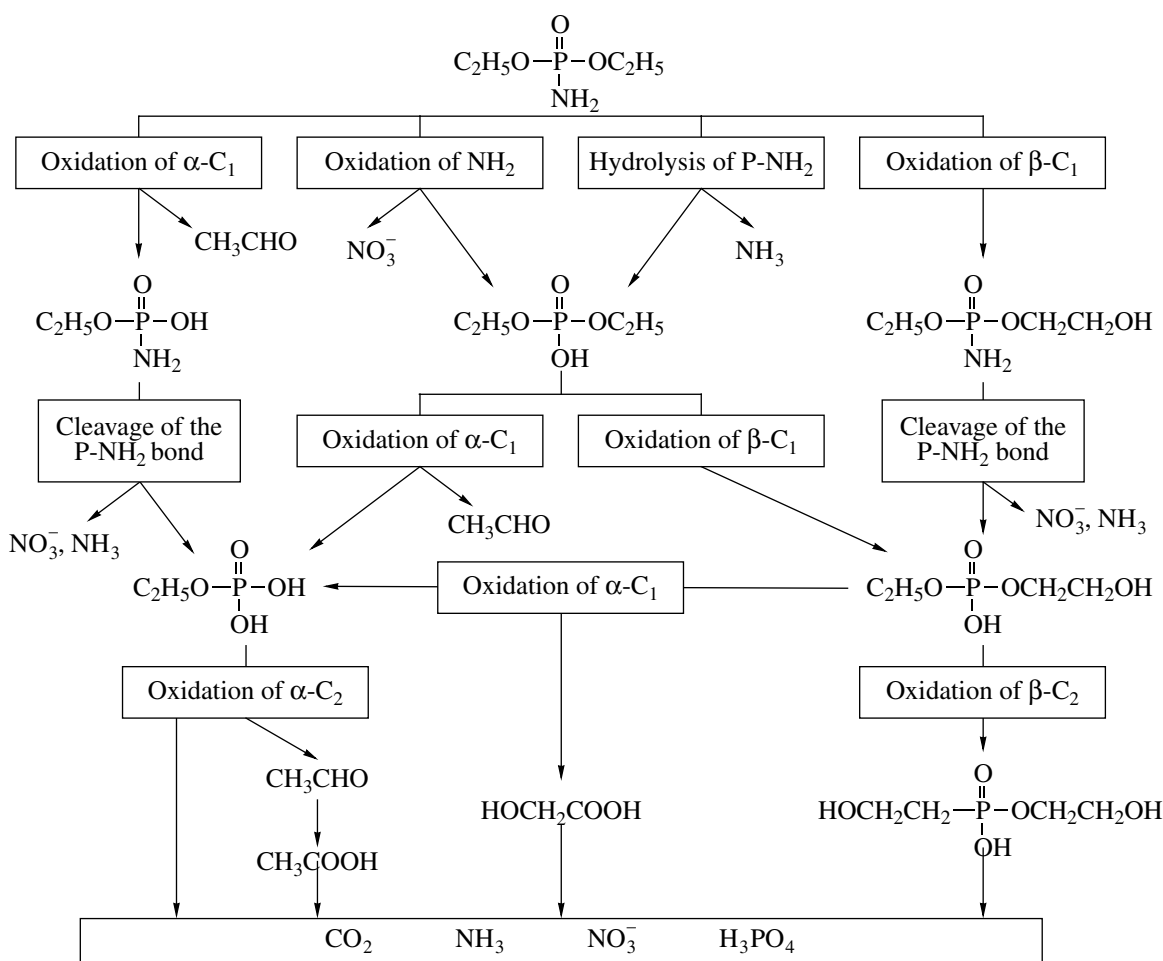 O
C₂H₅O–P–OC₂H₅
NH₂
Oxidation of α-C₁
Oxidation of NH₂
Hydrolysis of P-NH₂
Oxidation of β-C₁
CH₃CHO
NO₃⁻
NH₃
O
C₂H₅O–P–OH
NH₂
O
C₂H₅O–P–OC₂H₅
OH
O
C₂H₅O–P–OCH₂CH₂OH
NH₂
Cleavage of the
P-NH₂ bond
Oxidation of α-C₁
Oxidation of β-C₁
Cleavage of the
P-NH₂ bond
NO₃⁻, NH₃
CH₃CHO
NO₃⁻, NH₃
O
C₂H₅O–P–OH
OH
Oxidation of α-C₁
O
C₂H₅O–P–OCH₂CH₂OH
OH
Oxidation of α-C₂
Oxidation of β-C₂
CH₃CHO
CH₃COOH
HOCH₂COOH
O
HOCH₂CH₂–P–OCH₂CH₂OH
OH
CO₂ NH₃ NO₃⁻ H₃PO₄